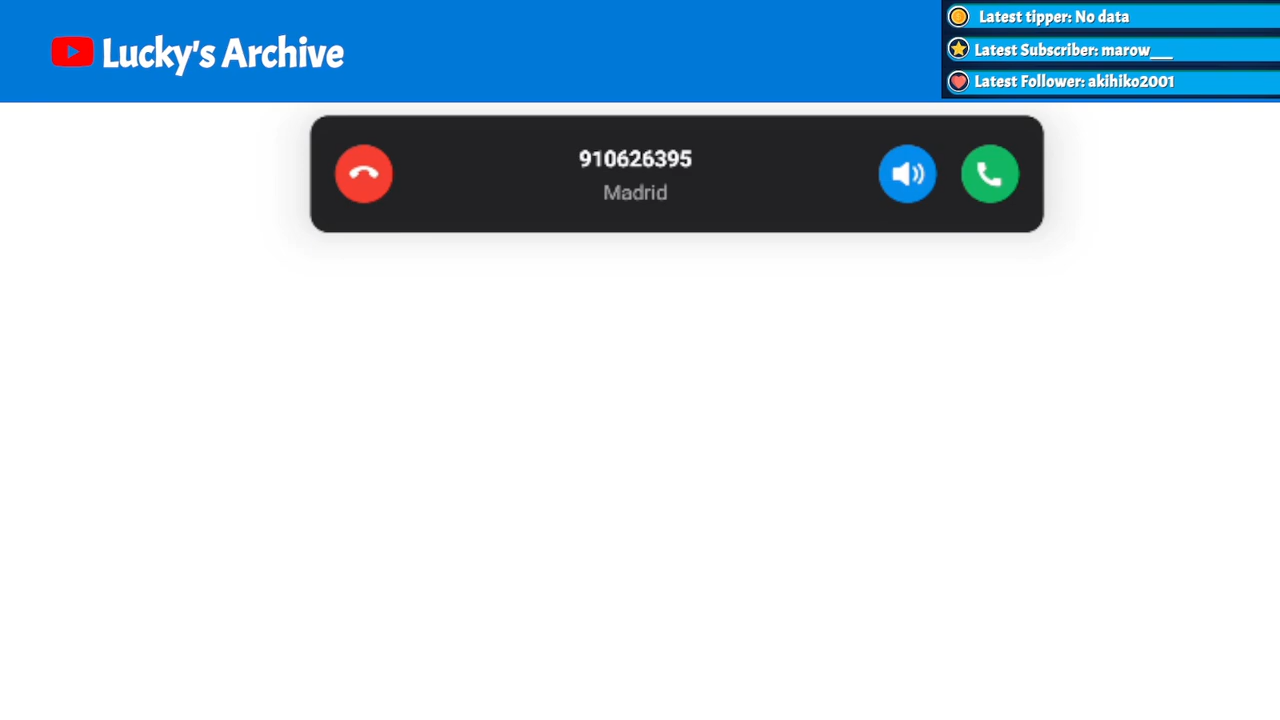 Lucky's Archive
Latest tipper: No data
Latest Subscriber: marow___
Latest Follower: akihiko2001
910626395
Madrid